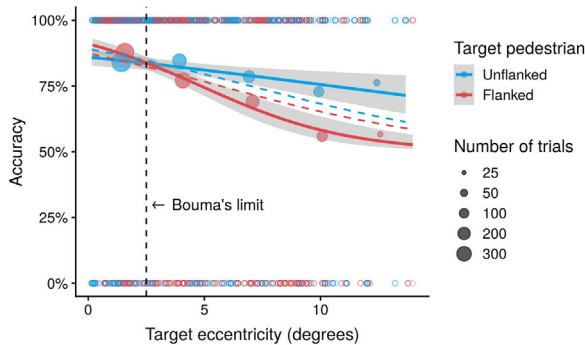 100%
75%
50%
25%
0%
Accuracy
← Bouma's limit
0
5
10
Target eccentricity (degrees)
Target pedestrian
Unflanked
Flanked
Number of trials
25
50
100
200
300